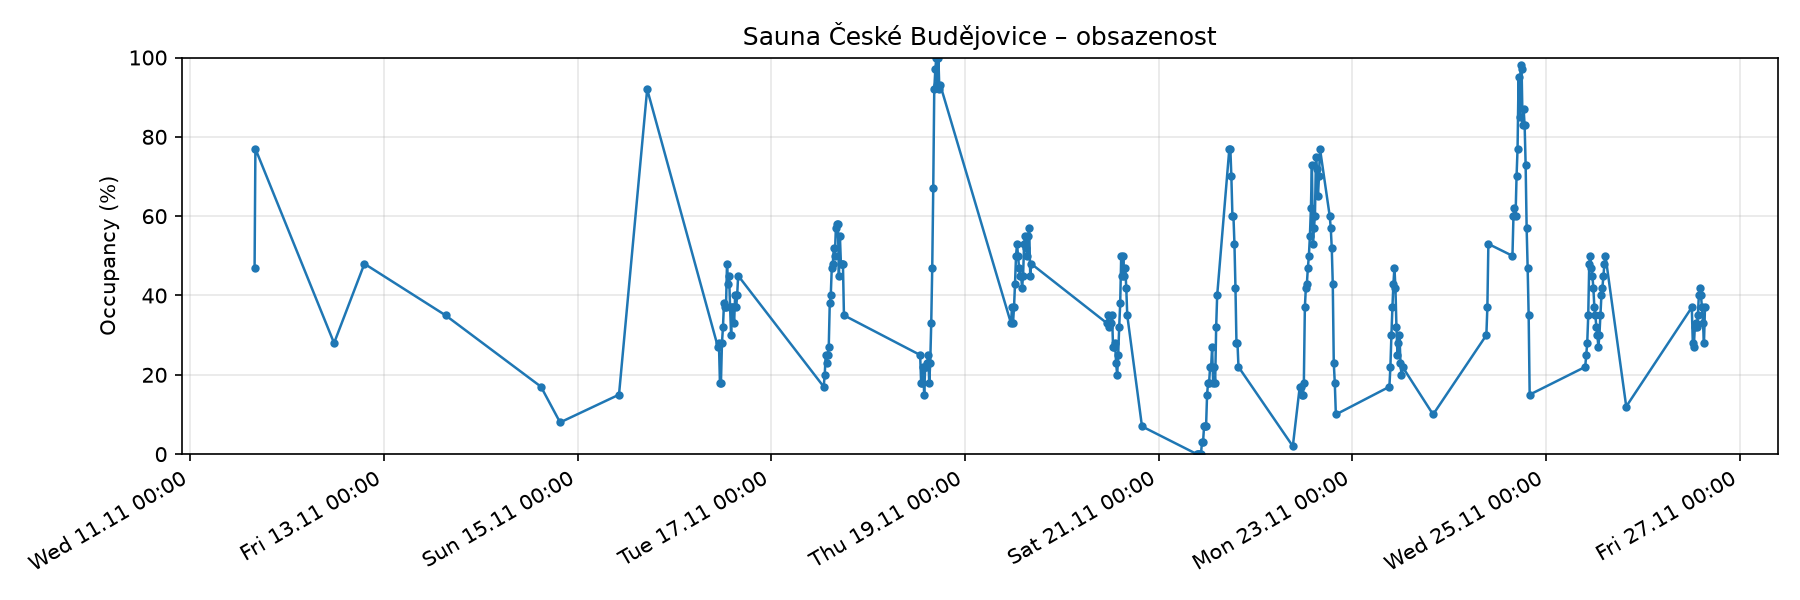 Sauna České Budějovice – obsazenost
Occupancy (%)
100
80
60
40
20
0
Wed 11.11 00:00
Fri 13.11 00:00
Sun 15.11 00:00
Tue 17.11 00:00
Thu 19.11 00:00
Sat 21.11 00:00
Mon 23.11 00:00
Wed 25.11 00:00
Fri 27.11 00:00